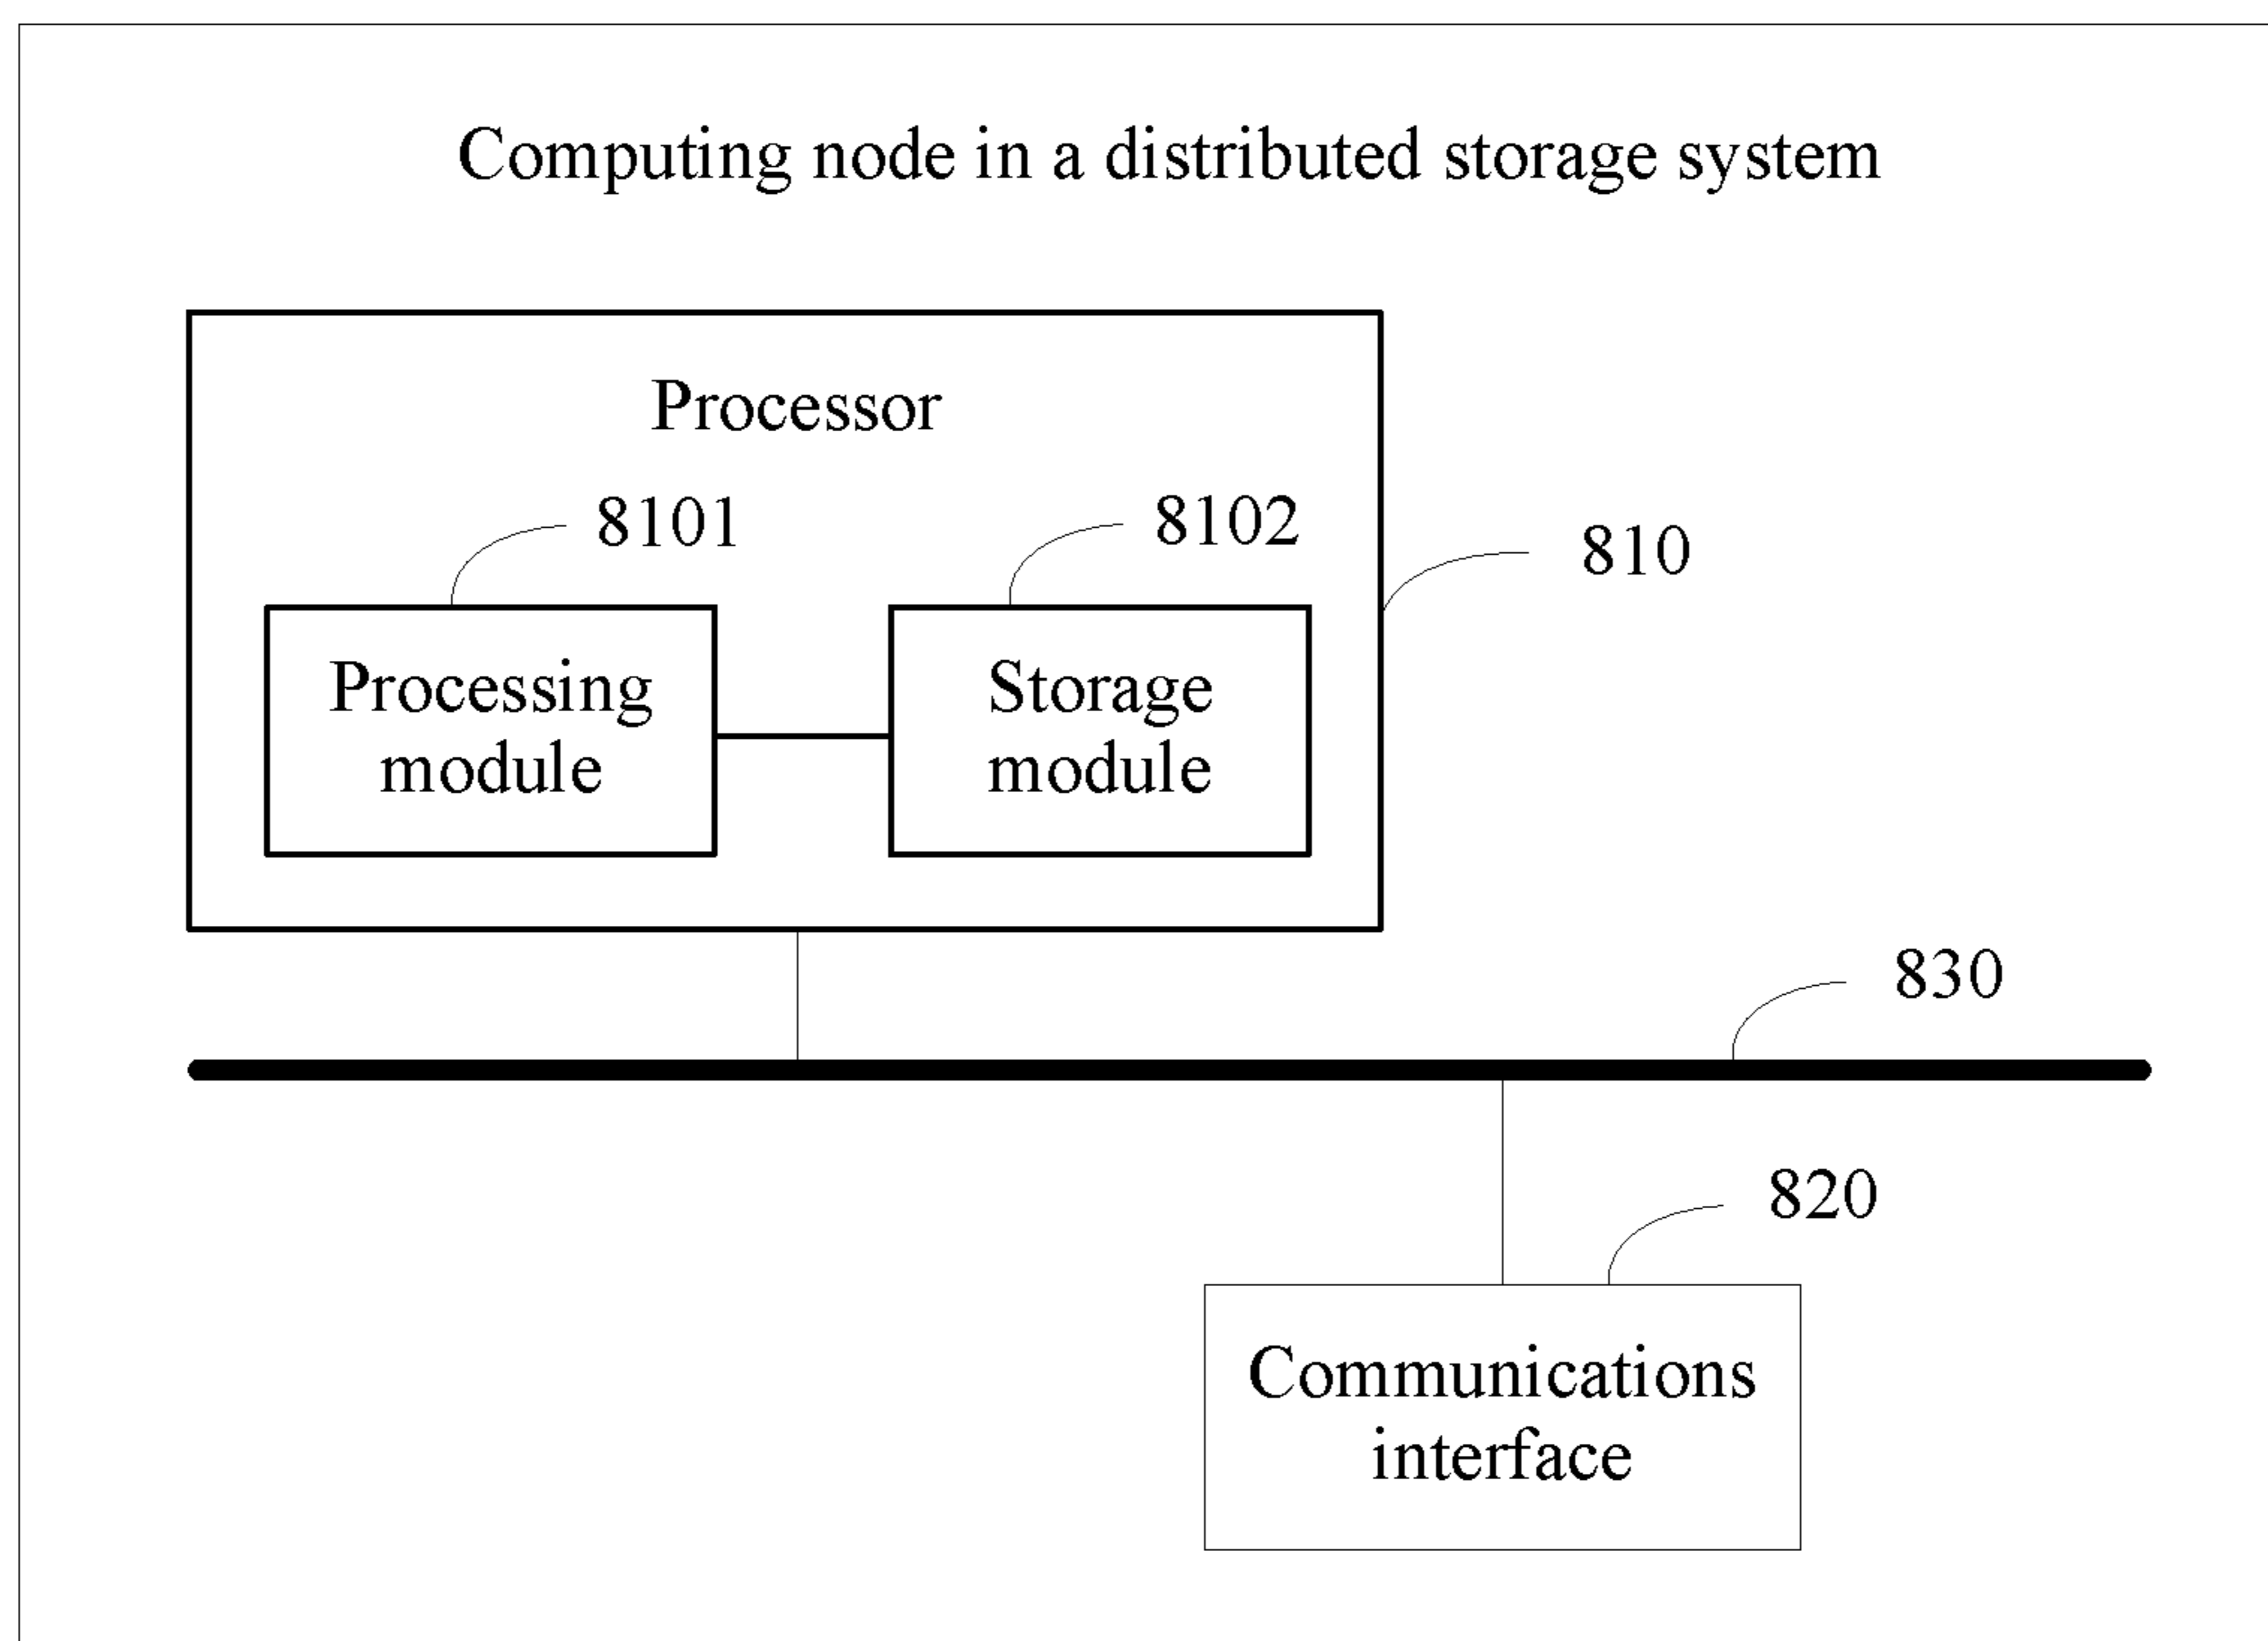 Computing node in a distributed storage system
Processor
8101
8102
810
Processing
module
Storage
module
830
820
Communications
interface